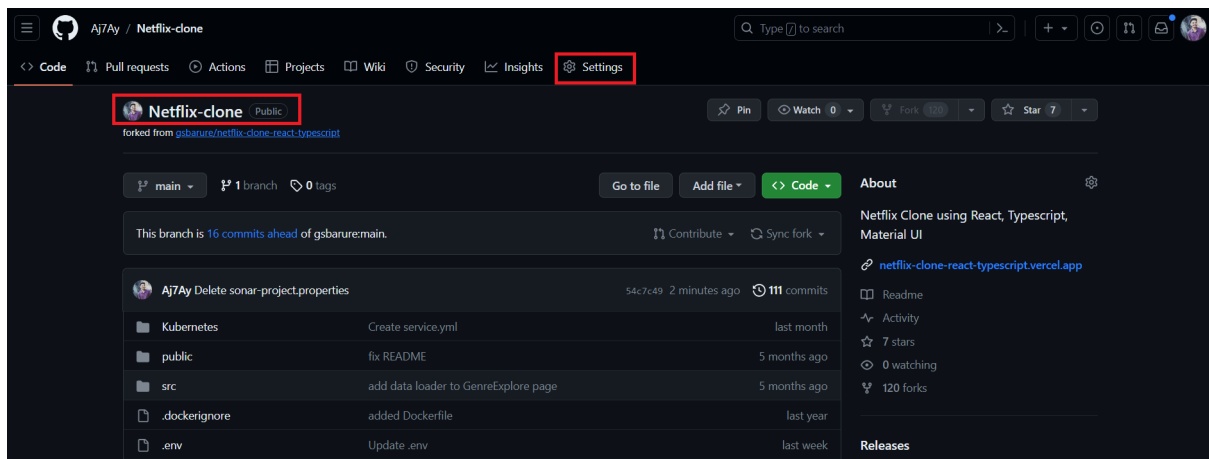 Aj7Ay / Netflix-clone
Type / to search
Code Pull requests Actions Projects Wiki Security Insights Settings
Netflix-clone Public
Pin Watch 0 Fork 120 Star 7
forked from gsbarure/netflix-clone-react-typescript
main 1 branch 0 tags
Go to file Add file <> Code
This branch is 16 commits ahead of gsbarure:main.
Contribute Sync fork
Aj7Ay Delete sonar-project.properties 54c7c49 2 minutes ago 111 commits
Kubernetes Create service.yml last month
public fix README 5 months ago
src add data loader to GenreExplore page 5 months ago
.dockerignore added Dockerfile last year
.env Update .env last week
About
Netflix Clone using React, Typescript,
Material UI
netflix-clone-react-typescript.vercel.app
Readme
Activity
7 stars
0 watching
120 forks
Releases